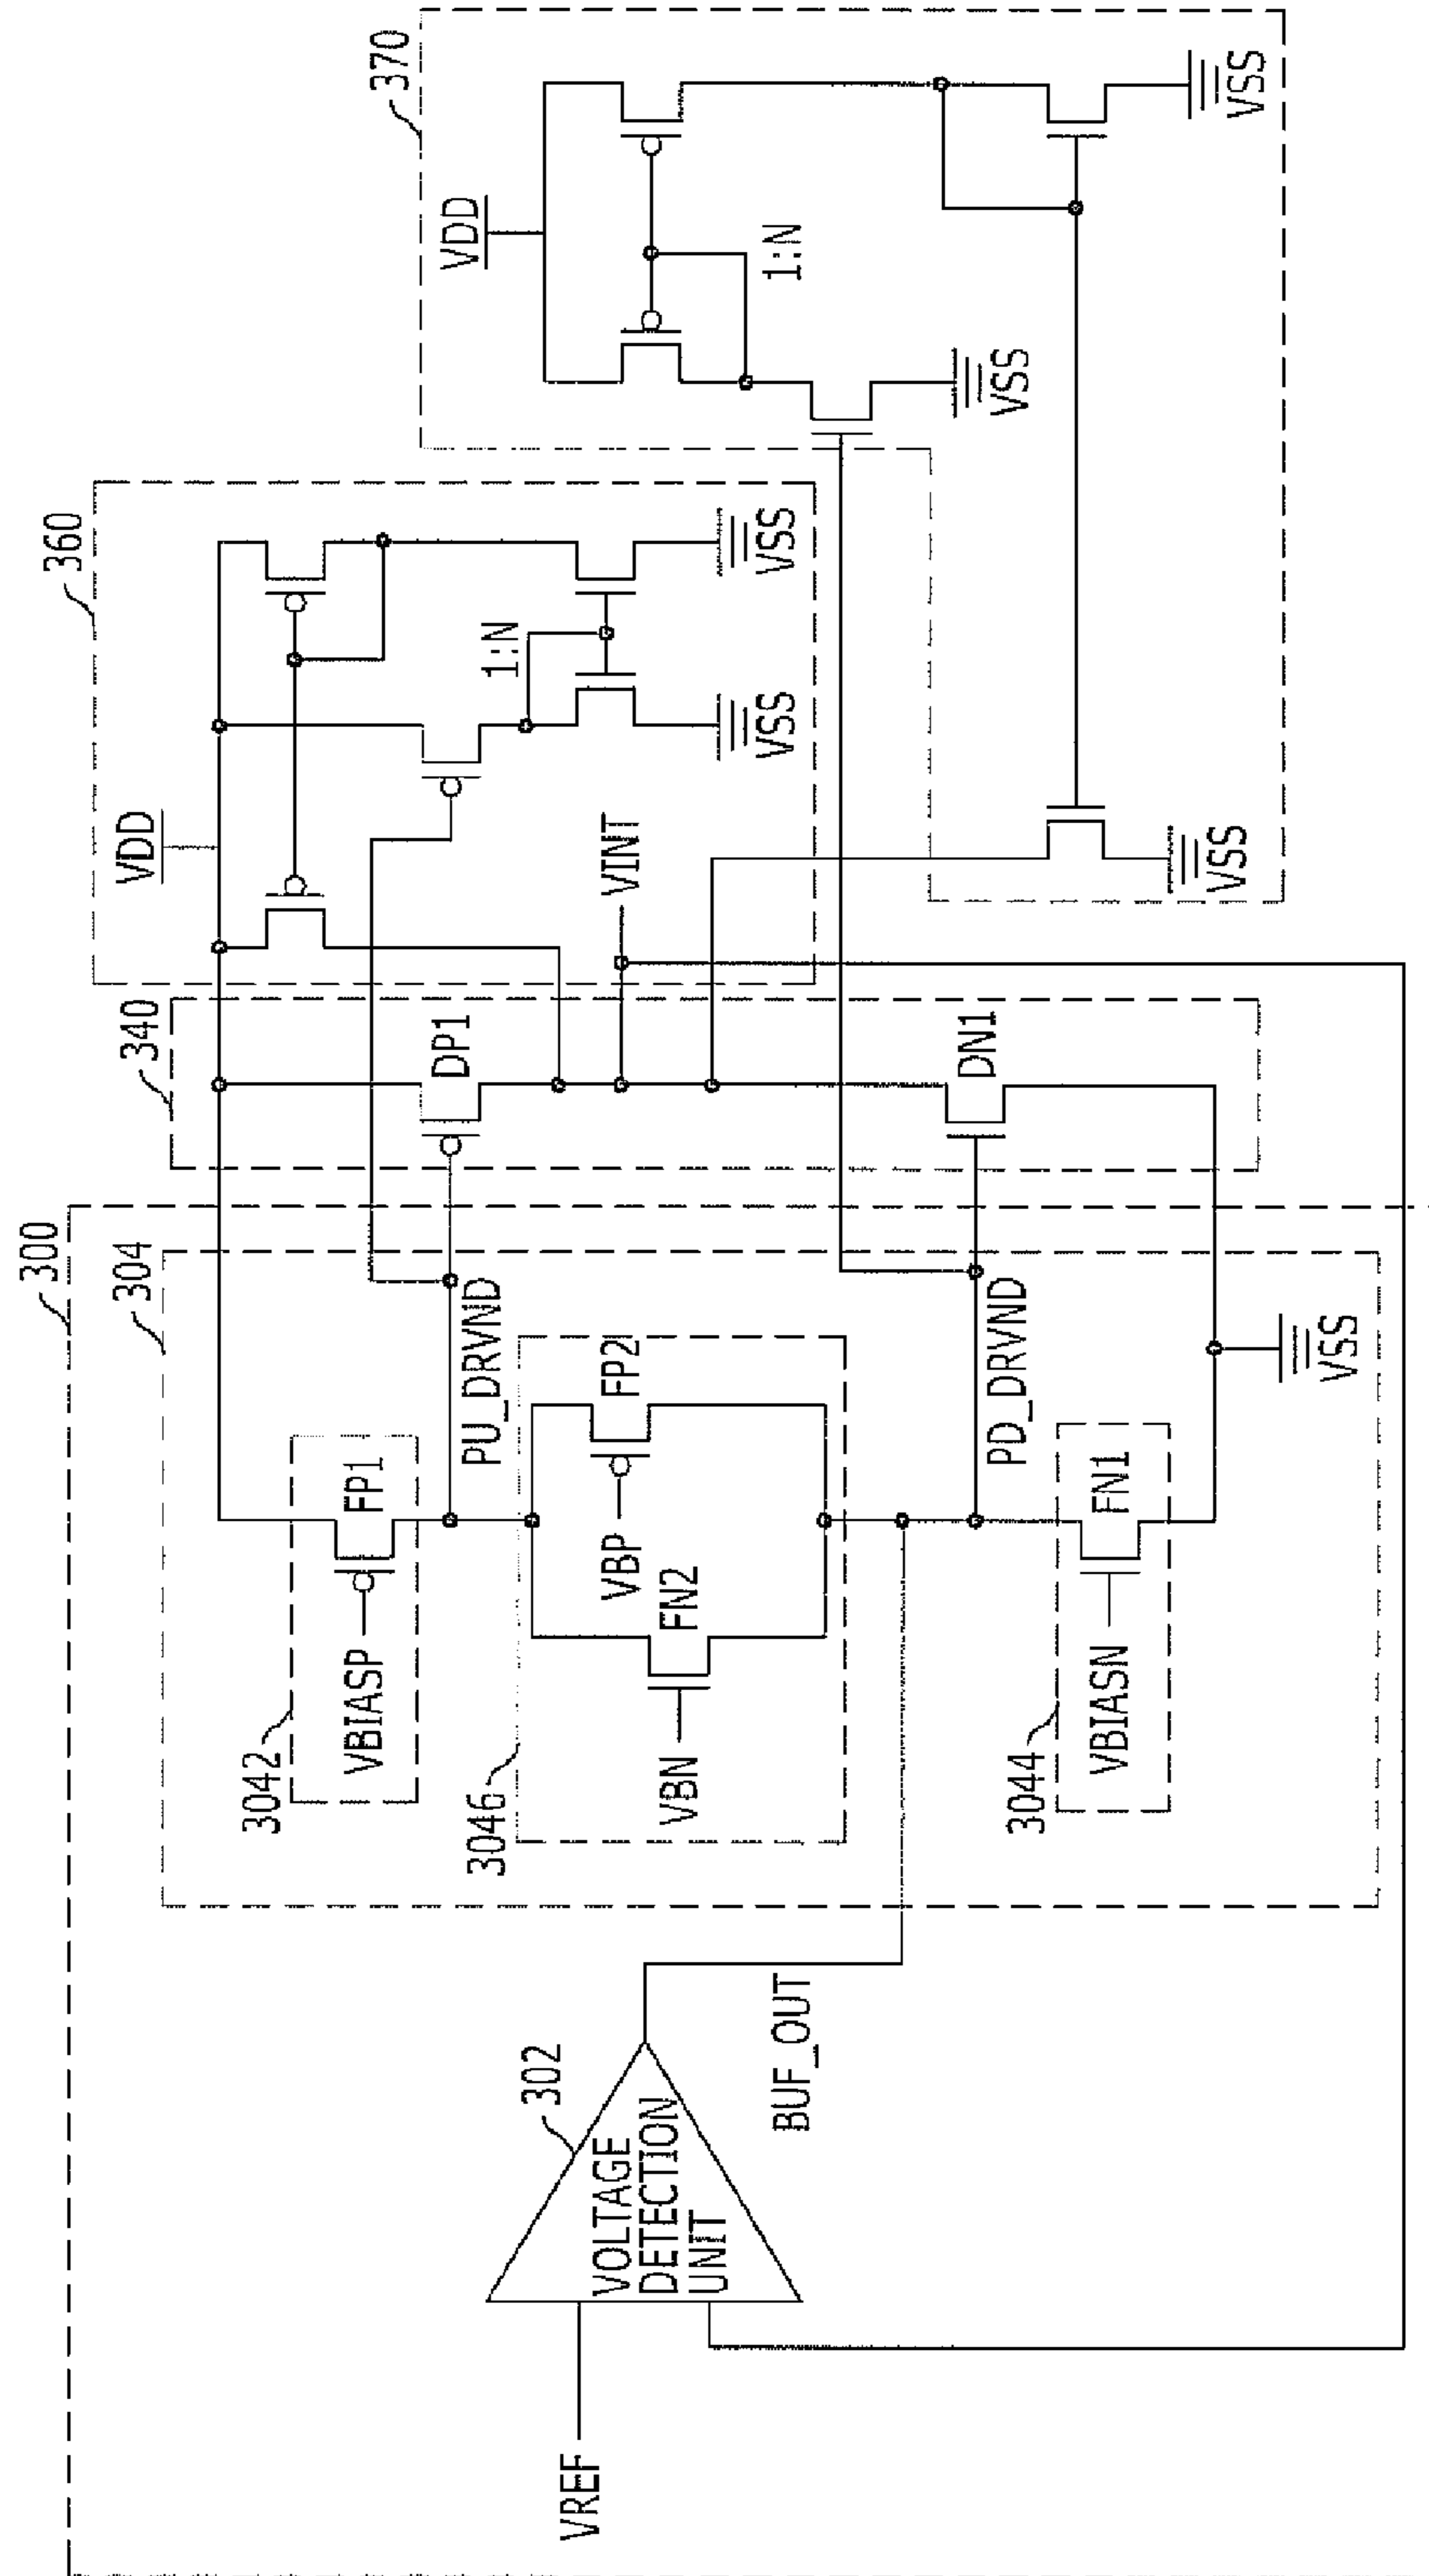 300
304
3042
VBIASP
FP1
3046
VBN
FN2
VBP
FP2
PU_DRVND
PD_DRVND
3044
VBIASN
FN1
VSS
VREF
VOLTAGE
DETECTION
UNIT
302
BUF_OUT
340
DP1
DN1
VDD
360
1:N
VSS
VSS
VINT
370
VDD
1:N
VSS
VSS
VSS